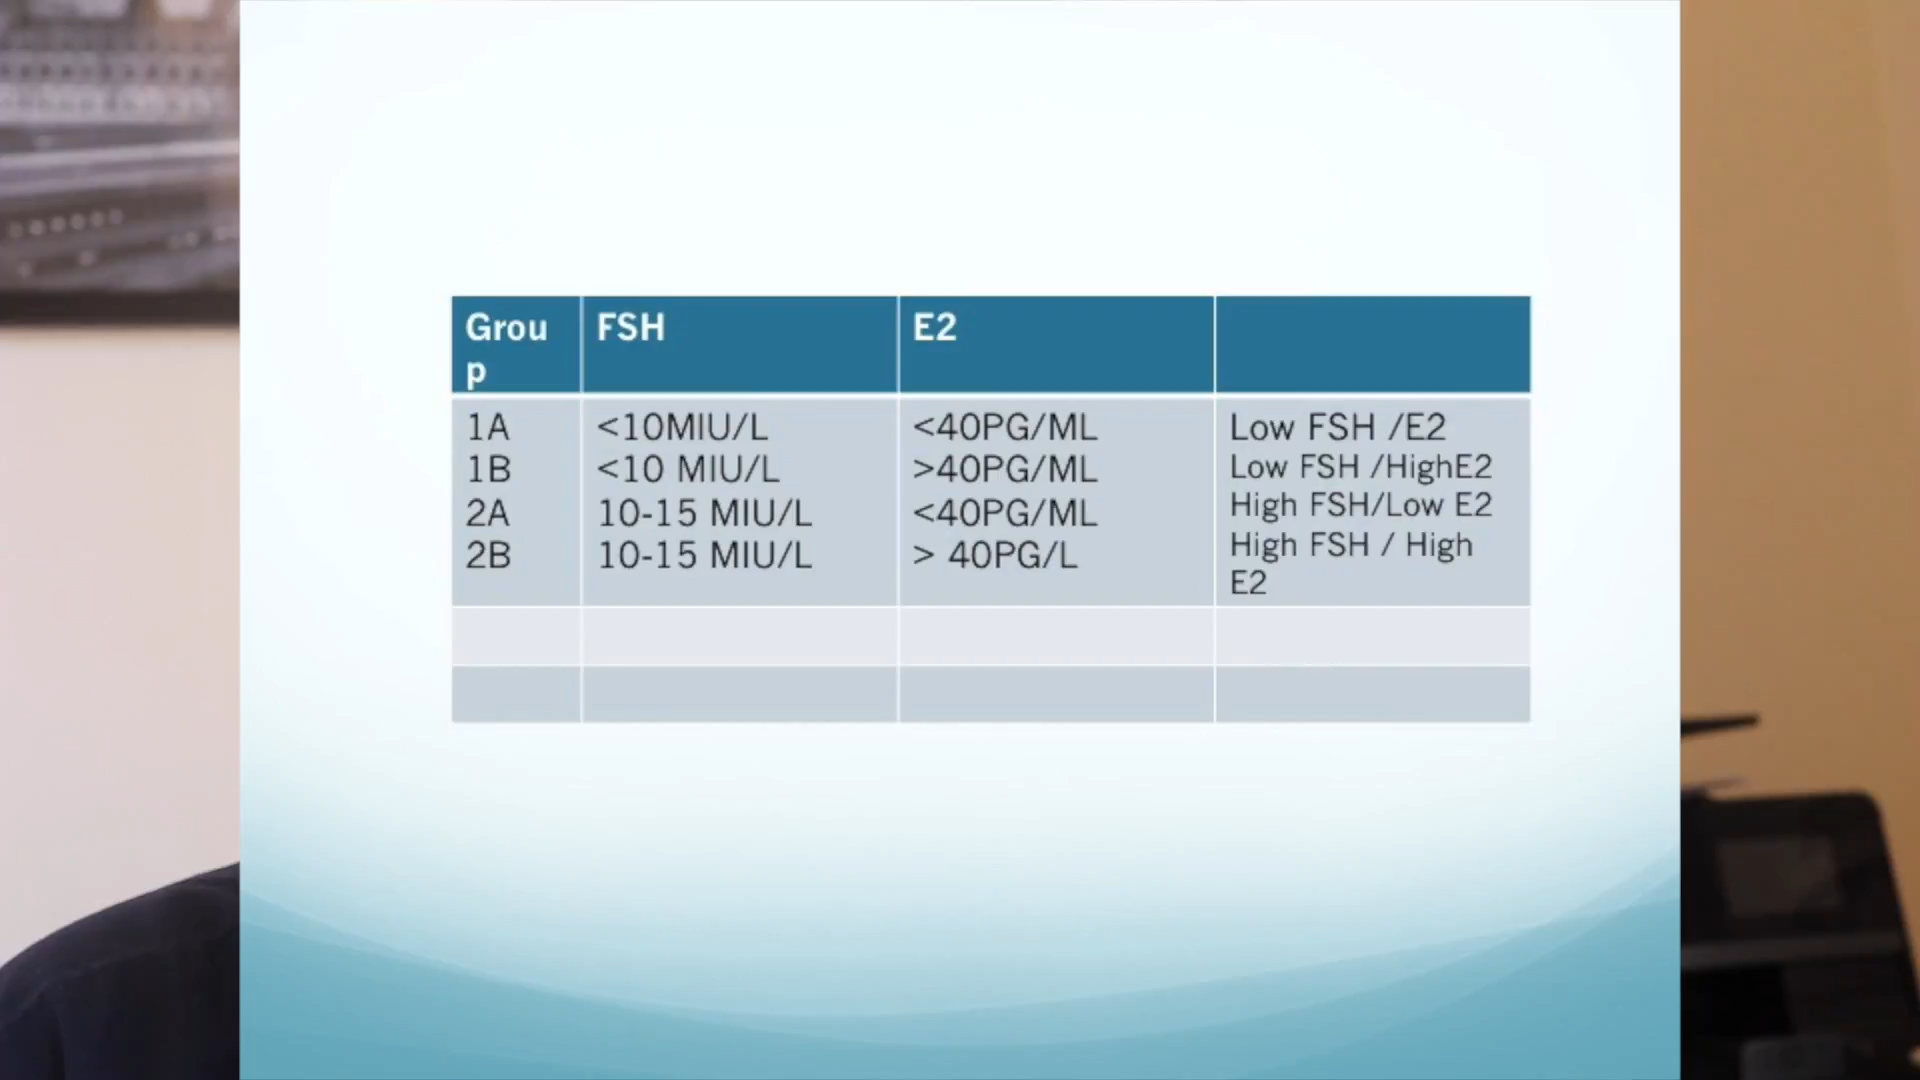 Grou
p
FSH
E2
1A
<10MIU/L
<40PG/ML
Low FSH /E2
1B
<10 MIU/L
>40PG/ML
Low FSH /HighE2
2A
10-15 MIU/L
<40PG/ML
High FSH/Low E2
2B
10-15 MIU/L
> 40PG/L
High FSH / High
E2